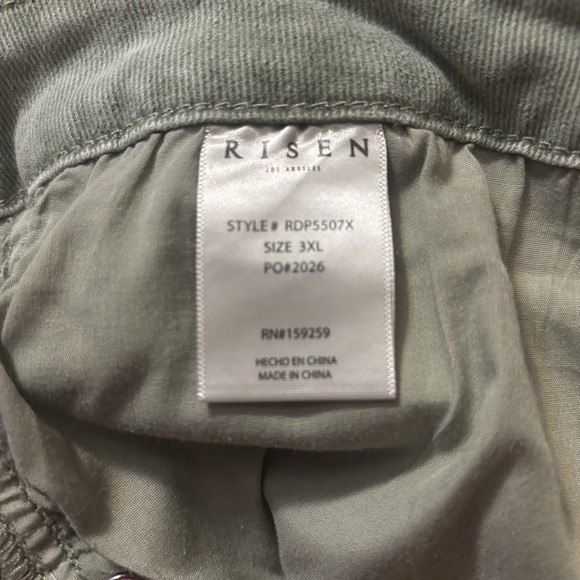 RISEN
LOS ANGELES
STYLE# RDP5507X
SIZE 3XL
PO#2026
RN#159259
HECHO EN CHINA
MADE IN CHINA